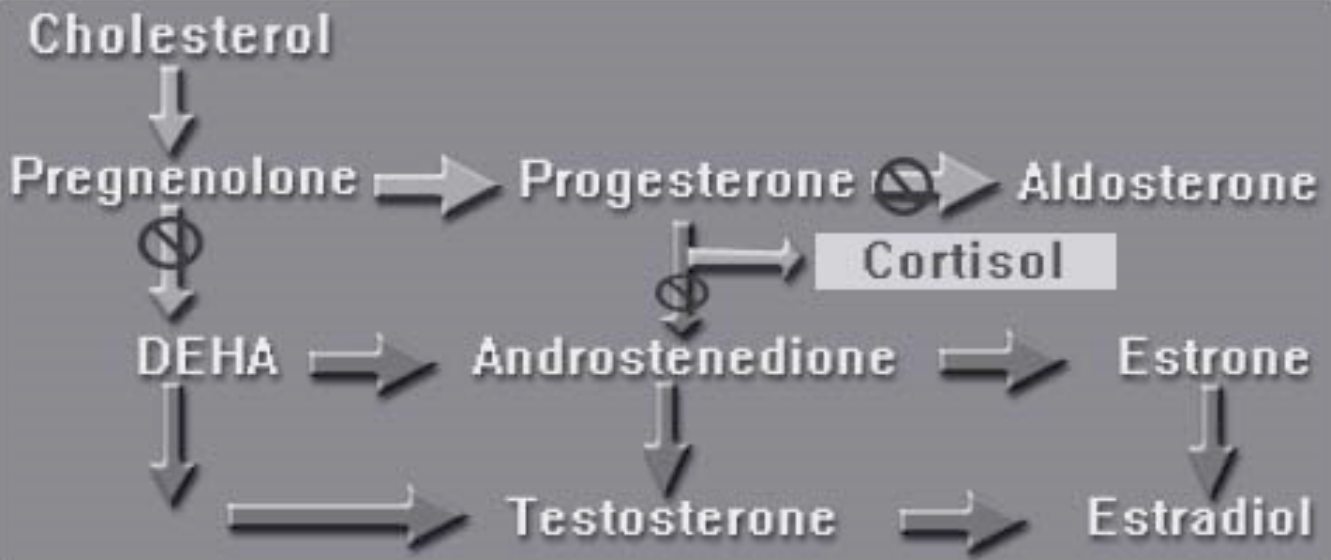 Cholesterol
Pregnenolone Progesterone Aldosterone
Cortisol
DEHA Androstenedione Estrone
Testosterone Estradiol